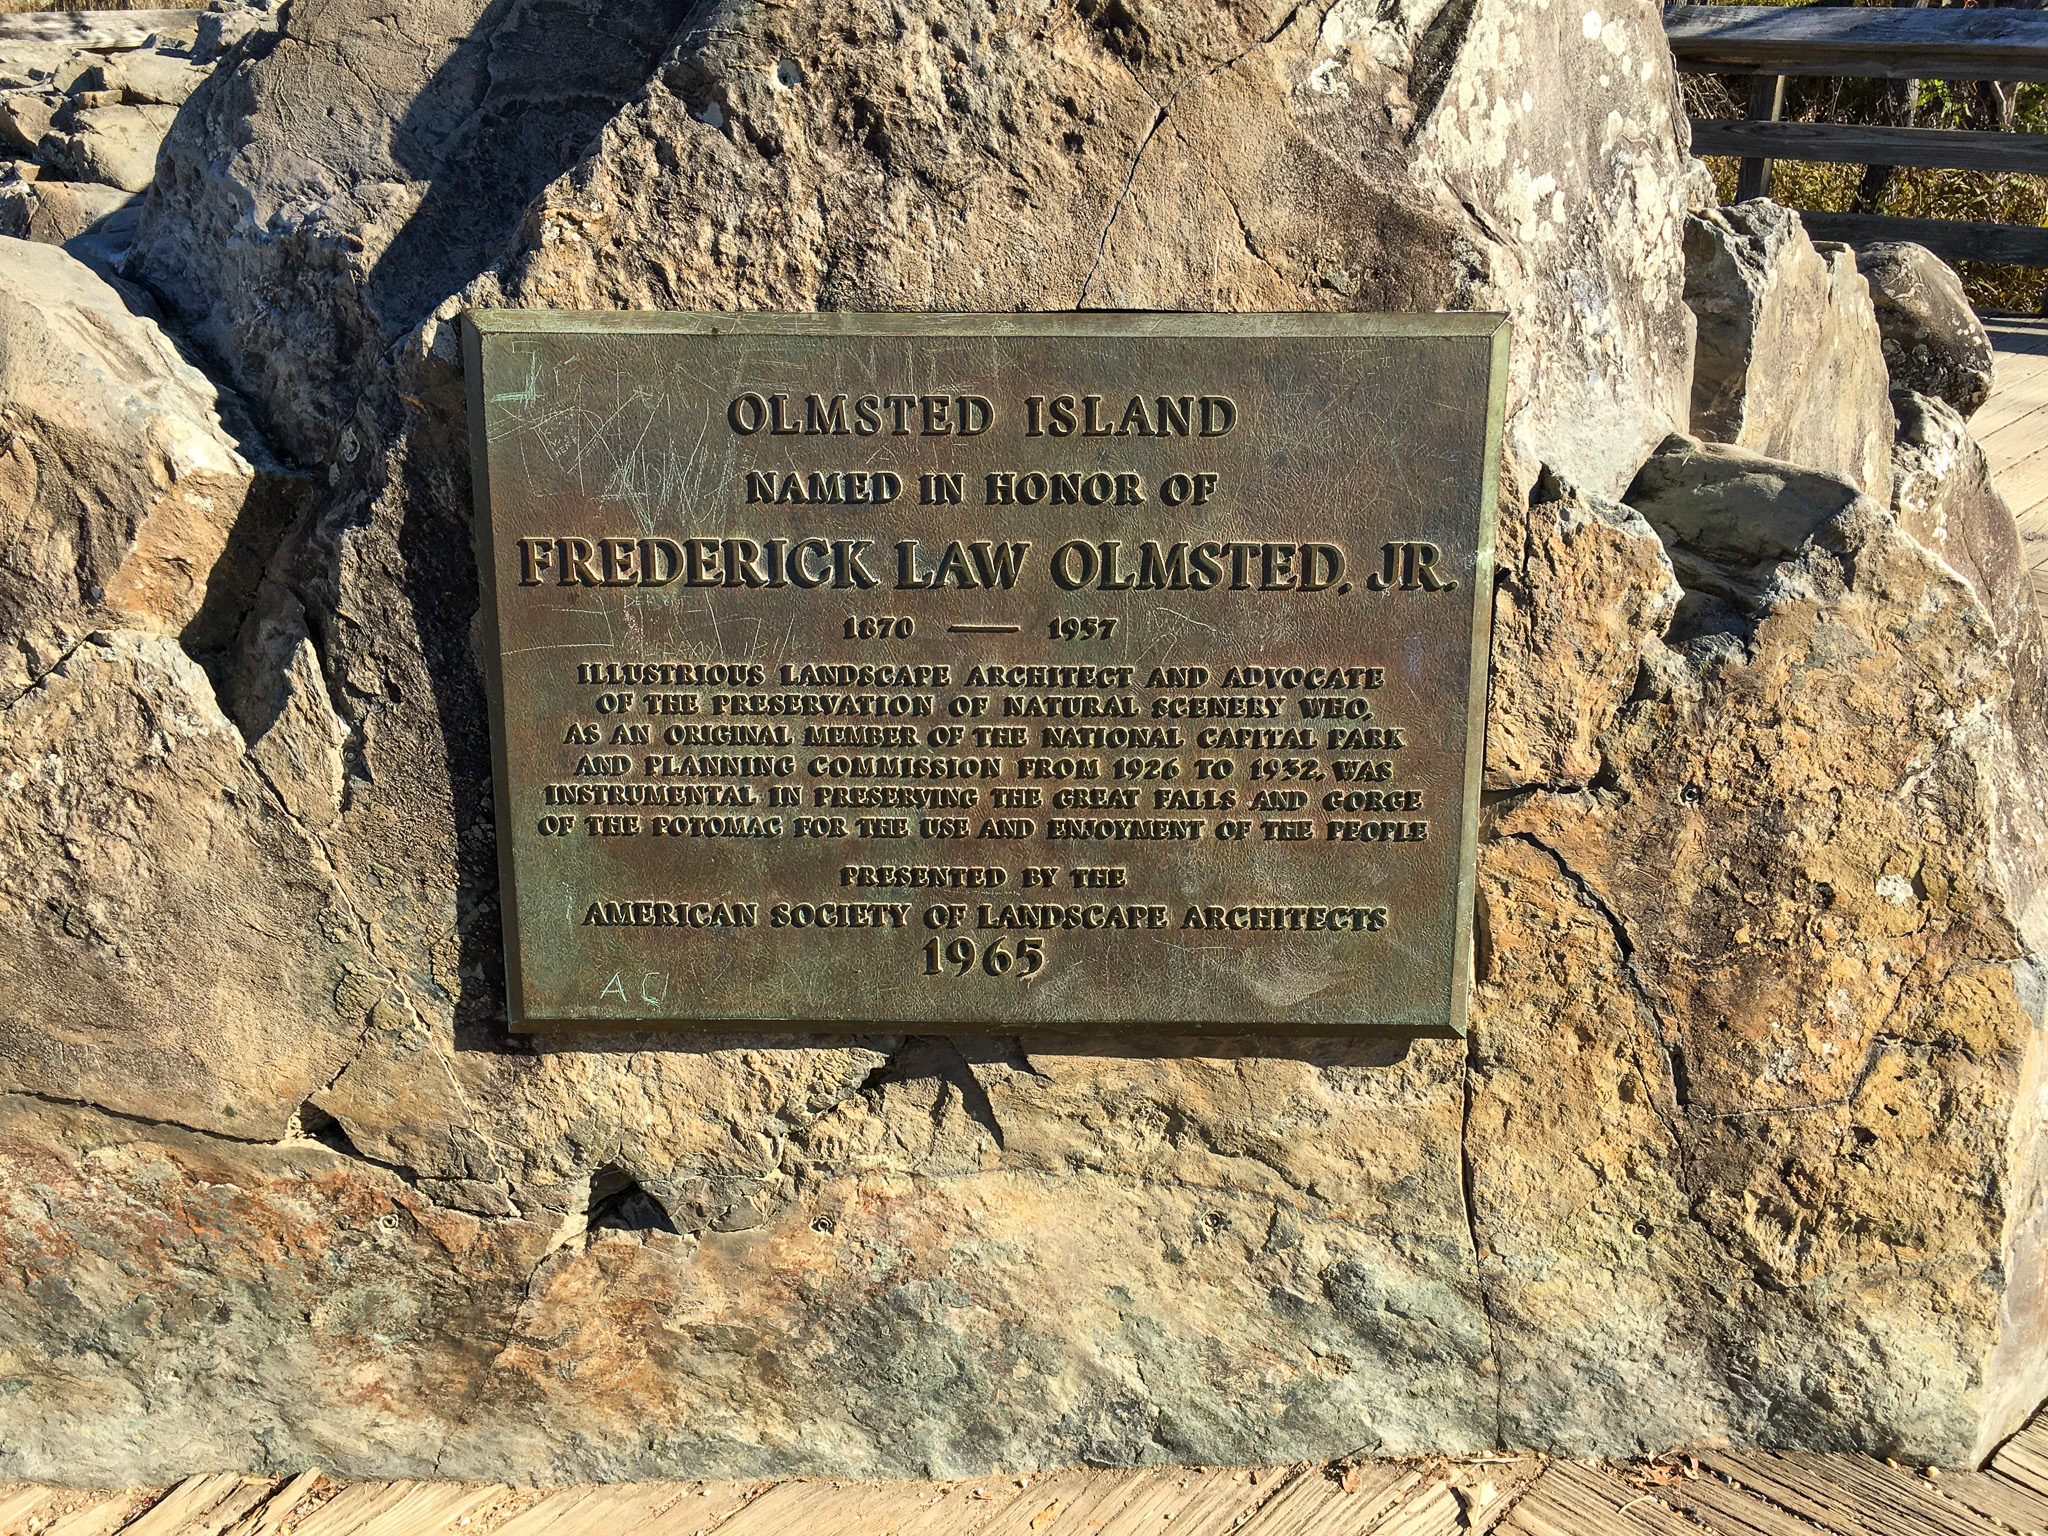 OLMSTED ISLAND
NAMED IN HONOR OF
FREDERICK LAW OLMSTED, JR.
1870 — 1957
ILLUSTRIOUS LANDSCAPE ARCHITECT AND ADVOCATE
OF THE PRESERVATION OF NATURAL SCENERY WHO,
AS AN ORIGINAL MEMBER OF THE NATIONAL CAPITAL PARK
AND PLANNING COMMISSION FROM 1926 TO 1932, WAS
INSTRUMENTAL IN PRESERVING THE GREAT FALLS AND GORGE
OF THE POTOMAC FOR THE USE AND ENJOYMENT OF THE PEOPLE
PRESENTED BY THE
AMERICAN SOCIETY OF LANDSCAPE ARCHITECTS
1965